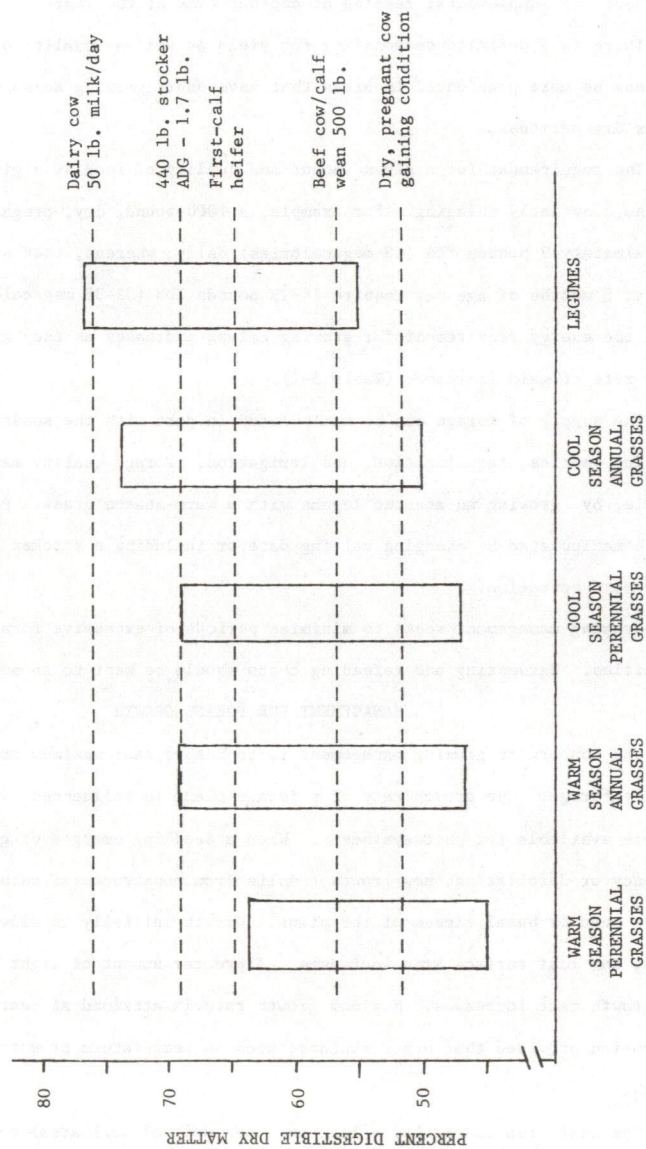 Dairy cow
50 lb. milk/day
440 lb. stocker
ADG - 1.7 lb.
First-calf
heifer
Beef cow/calf
wean 500 lb.
Dry, pregnant cow
gaining condition
PERCENT DIGESTIBLE DRY MATTER
80
70
60
50
WARM
SEASON
PERENNIAL
GRASSES
WARM
SEASON
ANNUAL
GRASSES
COOL
SEASON
PERENNIAL
GRASSES
COOL
SEASON
ANNUAL
GRASSES
LEGUMES